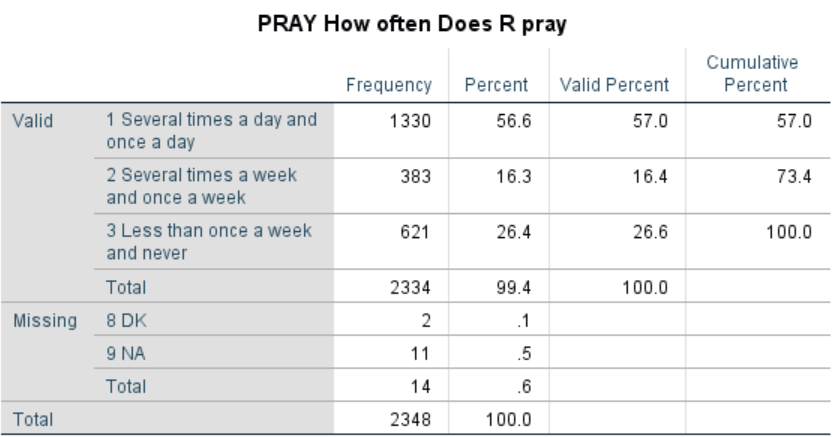 PRAY How often Does R pray
Frequency Percent Valid Percent Cumulative Percent
Valid 1 Several times a day and once a day 1330 56.6 57.0 57.0
2 Several times a week and once a week 383 16.3 16.4 73.4
3 Less than once a week and never 621 26.4 26.6 100.0
Total 2334 99.4 100.0
Missing 8 DK 2 .1
9 NA 11 .5
Total 14 .6
Total 2348 100.0